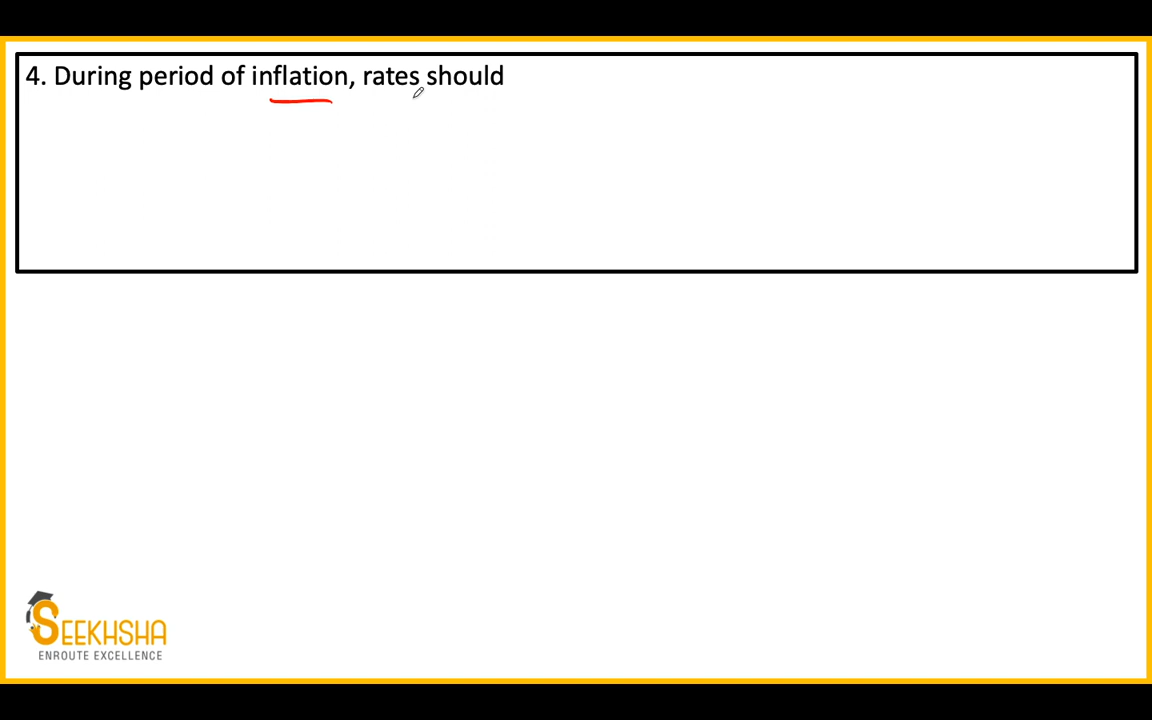 4. During period of inflation, rates should
SEEKHSHA
ENROUTE EXCELLENCE